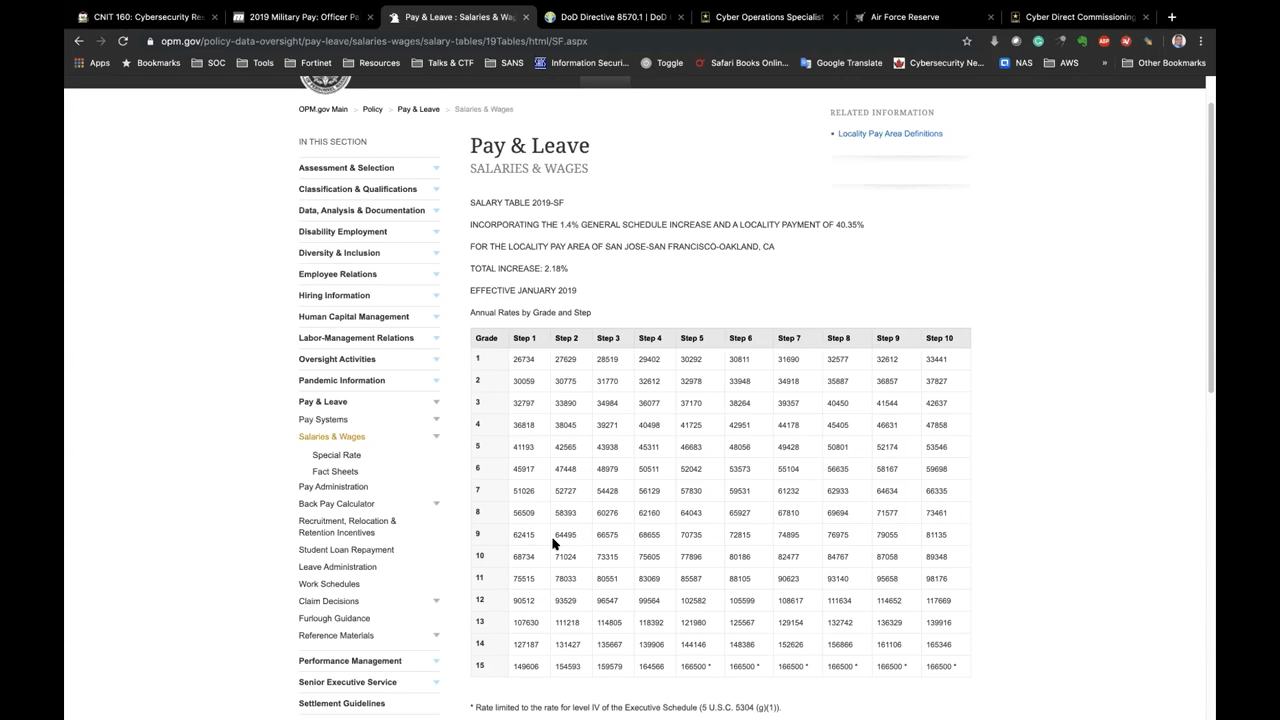 CNIT 160: Cybersecurity Res
2019 Military Pay: Officer Pa
Pay & Leave : Salaries & Wag
DoD Directive 8570.1 | DoD
Cyber Operations Specialist
Air Force Reserve
Cyber Direct Commissioning
opm.gov/policy-data-oversight/pay-leave/salaries-wages/salary-tables/19Tables/html/SF.aspx
Apps Bookmarks SOC Tools Fortinet Resources Talks & CTF SANS Information Securi... Toggle Safari Books Onlin... Google Translate Cybersecurity Ne... NAS AWS » Other Bookmarks
OPM.gov Main > Policy > Pay & Leave > Salaries & Wages
IN THIS SECTION
Assessment & Selection
Classification & Qualifications
Data, Analysis & Documentation
Disability Employment
Diversity & Inclusion
Employee Relations
Hiring Information
Human Capital Management
Labor-Management Relations
Oversight Activities
Pandemic Information
Pay & Leave
Pay Systems
Salaries & Wages
Special Rate
Fact Sheets
Pay Administration
Back Pay Calculator
Recruitment, Relocation &
Retention Incentives
Student Loan Repayment
Leave Administration
Work Schedules
Claim Decisions
Furlough Guidance
Reference Materials
Performance Management
Senior Executive Service
Settlement Guidelines
Pay & Leave
SALARIES & WAGES
SALARY TABLE 2019-SF
INCORPORATING THE 1.4% GENERAL SCHEDULE INCREASE AND A LOCALITY PAYMENT OF 40.35%
FOR THE LOCALITY PAY AREA OF SAN JOSE-SAN FRANCISCO-OAKLAND, CA
TOTAL INCREASE: 2.18%
EFFECTIVE JANUARY 2019
Annual Rates by Grade and Step
Grade Step 1 Step 2 Step 3 Step 4 Step 5 Step 6 Step 7 Step 8 Step 9 Step 10
1 26734 27629 28519 29402 30292 30811 31690 32577 32612 33441
2 30059 30775 31770 32612 32978 33948 34918 35887 36857 37827
3 32797 33890 34984 36077 37170 38264 39357 40450 41544 42637
4 36818 38045 39271 40498 41725 42951 44178 45405 46631 47858
5 41193 42565 43938 45311 46683 48056 49428 50801 52174 53546
6 45917 47448 48979 50511 52042 53573 55104 56635 58167 59698
7 51026 52727 54428 56129 57830 59531 61232 62933 64634 66335
8 56509 58393 60276 62160 64043 65927 67810 69694 71577 73461
9 62415 64495 66575 68655 70735 72815 74895 76975 79055 81135
10 68734 71024 73315 75605 77896 80186 82477 84767 87058 89348
11 75515 78033 80551 83069 85587 88105 90623 93140 95658 98176
12 90512 93529 96547 99564 102582 105599 108617 111634 114652 117669
13 107630 111218 114805 118392 121980 125567 129154 132742 136329 139916
14 127187 131427 135667 139906 144146 148386 152626 156866 161106 165346
15 149606 154593 159579 164566 166500 * 166500 * 166500 * 166500 * 166500 * 166500 *
* Rate limited to the rate for level IV of the Executive Schedule (5 U.S.C. 5304 (g)(1)).
RELATED INFORMATION
• Locality Pay Area Definitions